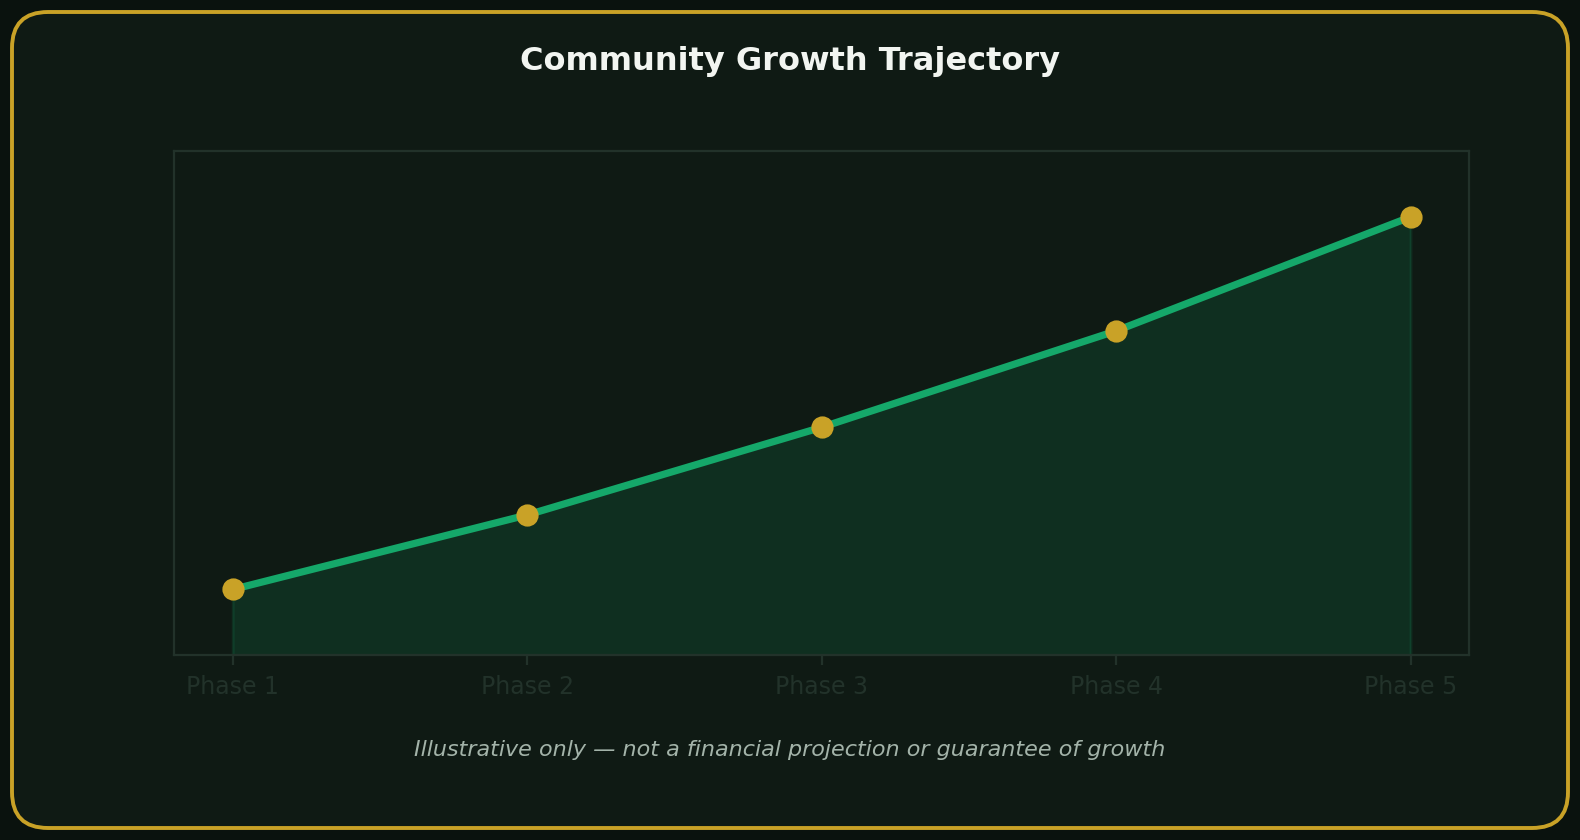 Community Growth Trajectory
Phase 1 Phase 2 Phase 3 Phase 4 Phase 5
Illustrative only — not a financial projection or guarantee of growth